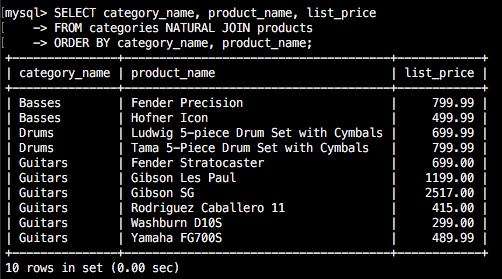 mysql> SELECT category_name, product_name, list_price
    -> FROM categories NATURAL JOIN products
    -> ORDER BY category_name, product_name;
+---------------+----------------------------------------+------------+
| category_name | product_name                           | list_price |
+---------------+----------------------------------------+------------+
| Basses        | Fender Precision                       |     799.99 |
| Basses        | Hofner Icon                            |     499.99 |
| Drums         | Ludwig 5-piece Drum Set with Cymbals   |     699.99 |
| Drums         | Tama 5-Piece Drum Set with Cymbals     |     799.99 |
| Guitars       | Fender Stratocaster                    |     699.00 |
| Guitars       | Gibson Les Paul                        |    1199.00 |
| Guitars       | Gibson SG                              |    2517.00 |
| Guitars       | Rodriguez Caballero 11                 |     415.00 |
| Guitars       | Washburn D10S                          |     299.00 |
| Guitars       | Yamaha FG700S                          |     489.99 |
+---------------+----------------------------------------+------------+
10 rows in set (0.00 sec)